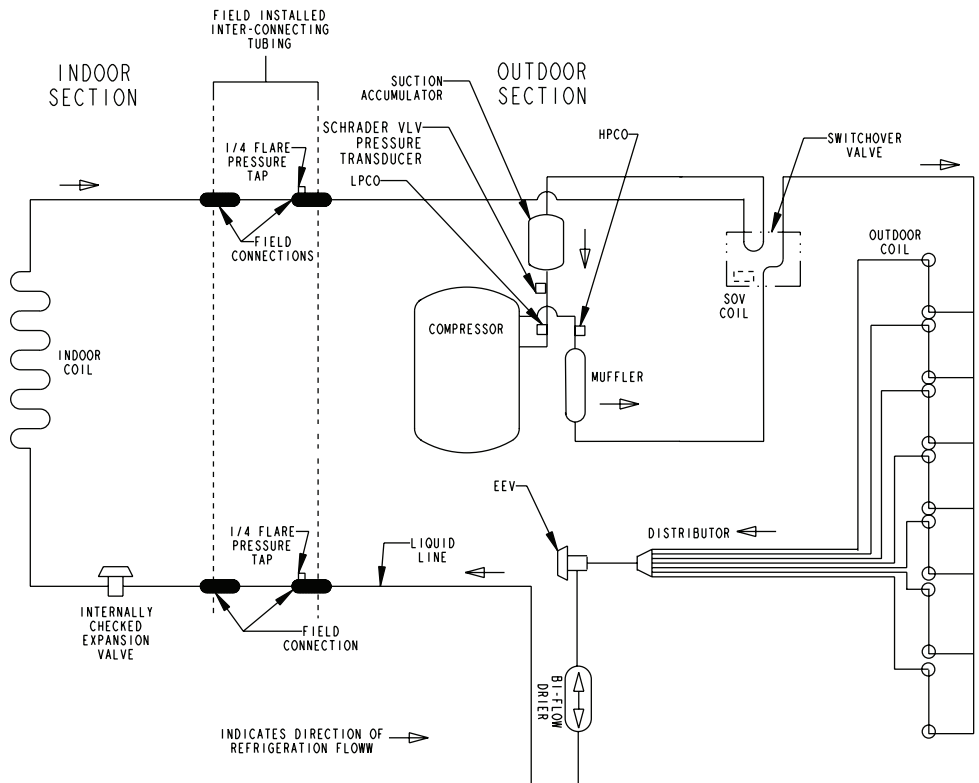 FIELD INSTALLED
INTER-CONNECTING
TUBING
INDOOR
SECTION
SUCTION
ACCUMULATOR
OUTDOOR
SECTION
SCHRADER VLV
PRESSURE
TRANSDUCER
LPCO
HPCO
SWITCHOVER
VALVE
1/4 FLARE
PRESSURE
TAP
FIELD
CONNECTIONS
OUTDOOR
COIL
SOV
COIL
COMPRESSOR
INDOOR
COIL
MUFFLER
EEV
1/4 FLARE
PRESSURE
TAP
LIQUID
LINE
DISTRIBUTOR
INTERNALLY
CHECKED
EXPANSION
VALVE
FIELD
CONNECTION
BI-FLOW
DRIER
INDICATES DIRECTION OF
REFRIGERATION FLOWW